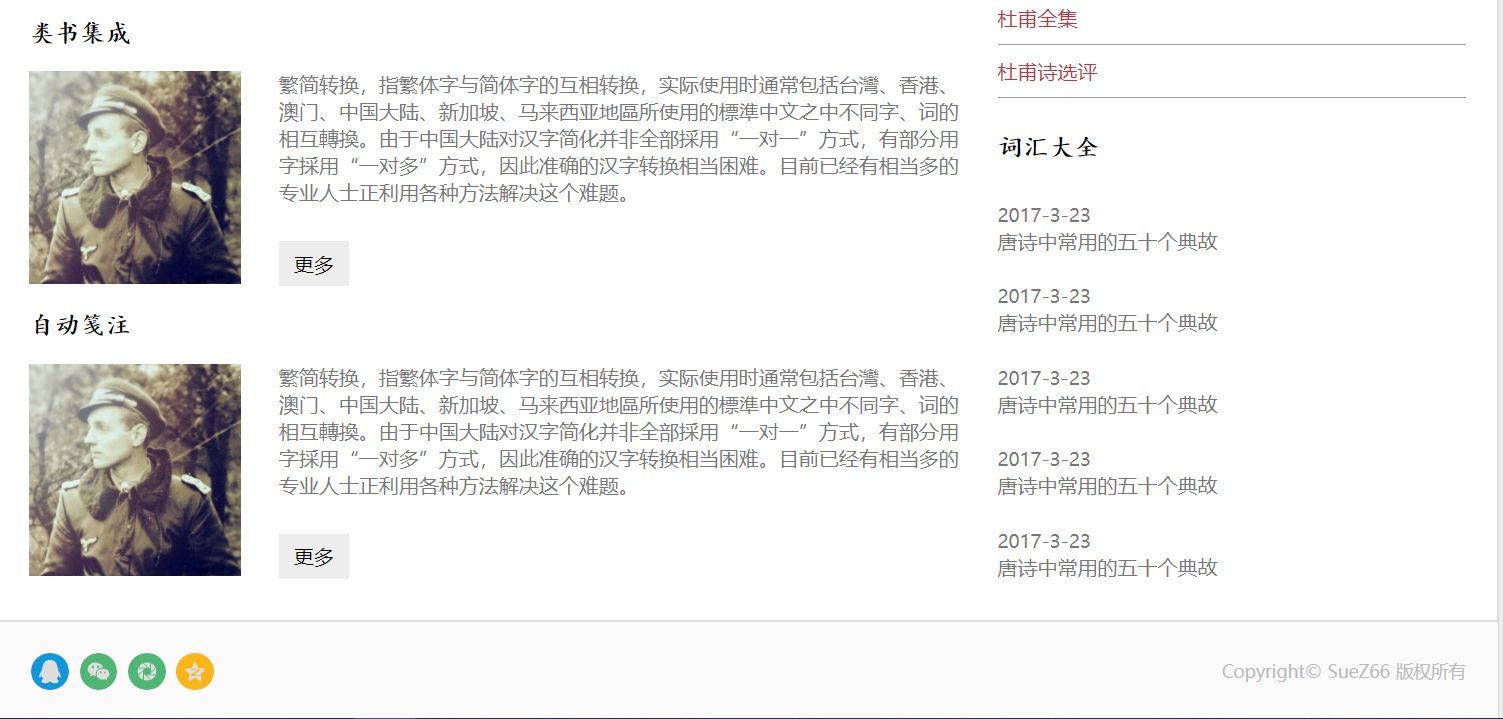 类书集成
繁简转换，指繁体字与简体字的互相转换，实际使用时通常包括台灣、香港、
澳门、中国大陆、新加坡、马来西亚地區所使用的標準中文之中不同字、词的
相互轉換。由于中国大陆对汉字简化并非全部採用“一对一”方式，有部分用
字採用“一对多”方式，因此准确的汉字转换相当困难。目前已经有相当多的
专业人士正利用各种方法解决这个难题。
更多
自动笺注
繁简转换，指繁体字与简体字的互相转换，实际使用时通常包括台灣、香港、
澳门、中国大陆、新加坡、马来西亚地區所使用的標準中文之中不同字、词的
相互轉換。由于中国大陆对汉字简化并非全部採用“一对一”方式，有部分用
字採用“一对多”方式，因此准确的汉字转换相当困难。目前已经有相当多的
专业人士正利用各种方法解决这个难题。
更多
杜甫全集
杜甫诗选评
词汇大全
2017-3-23
唐诗中常用的五十个典故
2017-3-23
唐诗中常用的五十个典故
2017-3-23
唐诗中常用的五十个典故
2017-3-23
唐诗中常用的五十个典故
2017-3-23
唐诗中常用的五十个典故
Copyright© SueZ66 版权所有